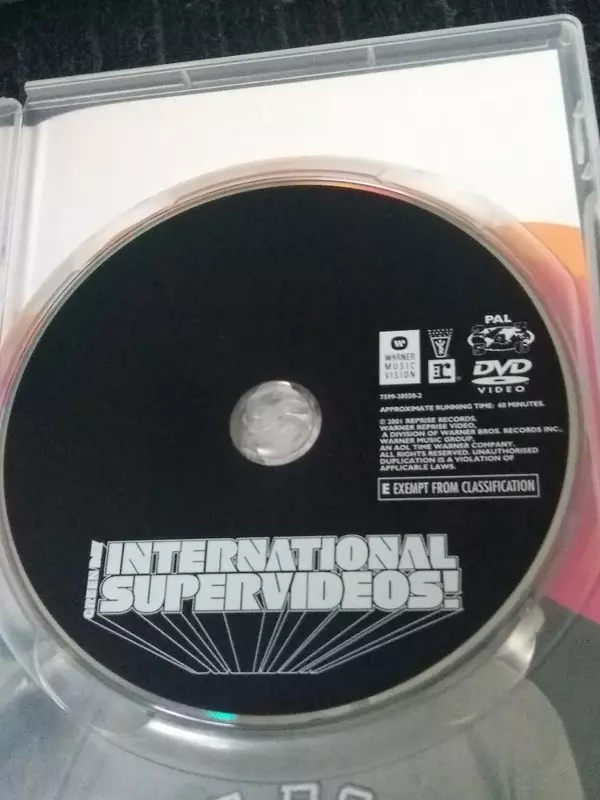 PAL
WARNER
MUSIC
VISION
DVD
VIDEO
7599-38550-2
APPROXIMATE RUNNING TIME: 60 MINUTES.
© 2001 REPRISE RECORDS.
WARNER REPRISE VIDEO,
A DIVISION OF WARNER BROS. RECORDS INC.,
WARNER MUSIC GROUP,
AN AOL TIME WARNER COMPANY.
ALL RIGHTS RESERVED. UNAUTHORISED
DUPLICATION IS A VIOLATION OF
APPLICABLE LAWS.
E EXEMPT FROM CLASSIFICATION
GREEN DAY
INTERNATIONAL
SUPERVIDEOS!